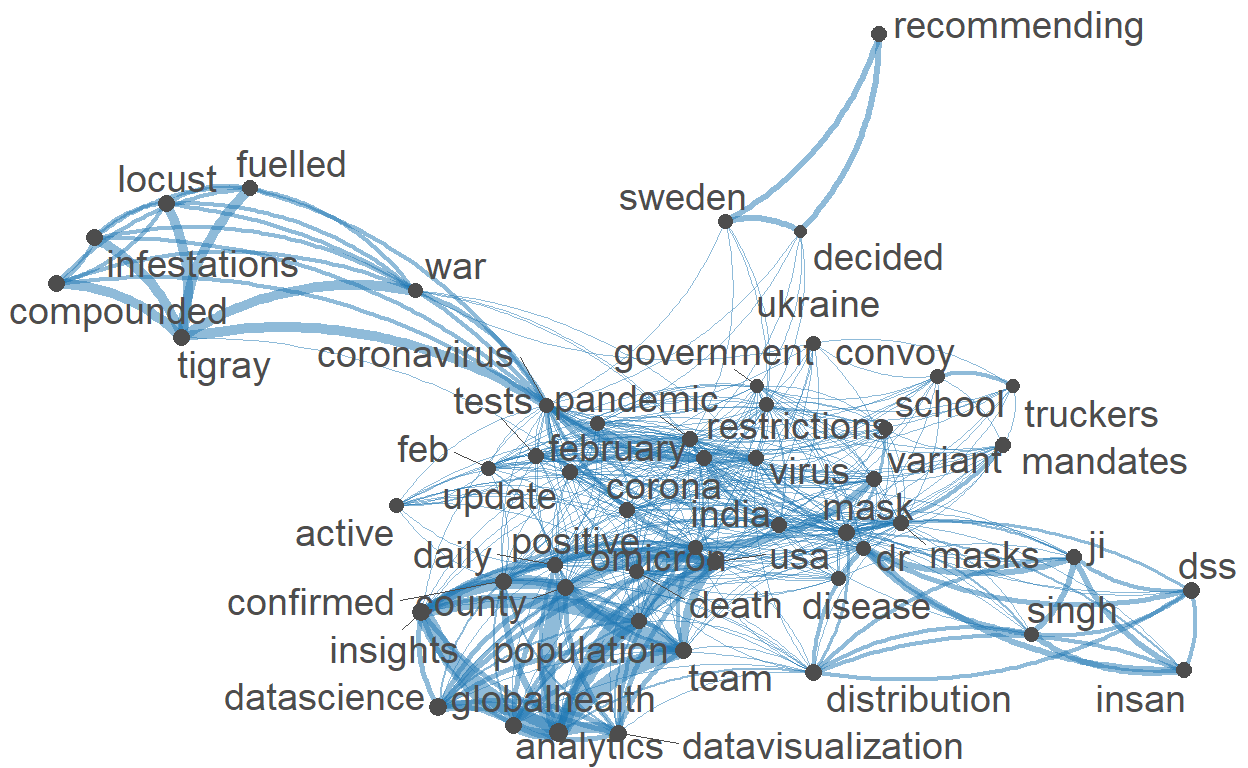 recommending
fuelled
locust
sweden
decided
infestations
war
compounded
ukraine
tigray
coronavirus
government
convoy
tests
pandemic
school
truckers
restrictions
feb
february
variant
mandates
virus
update
corona
india
mask
active
daily
positive
omicron
usa
dr
masks
ji
dss
confirmed
county
death
disease
singh
insights
population
team
datascience
globalhealth
distribution
insan
analytics
datavisualization